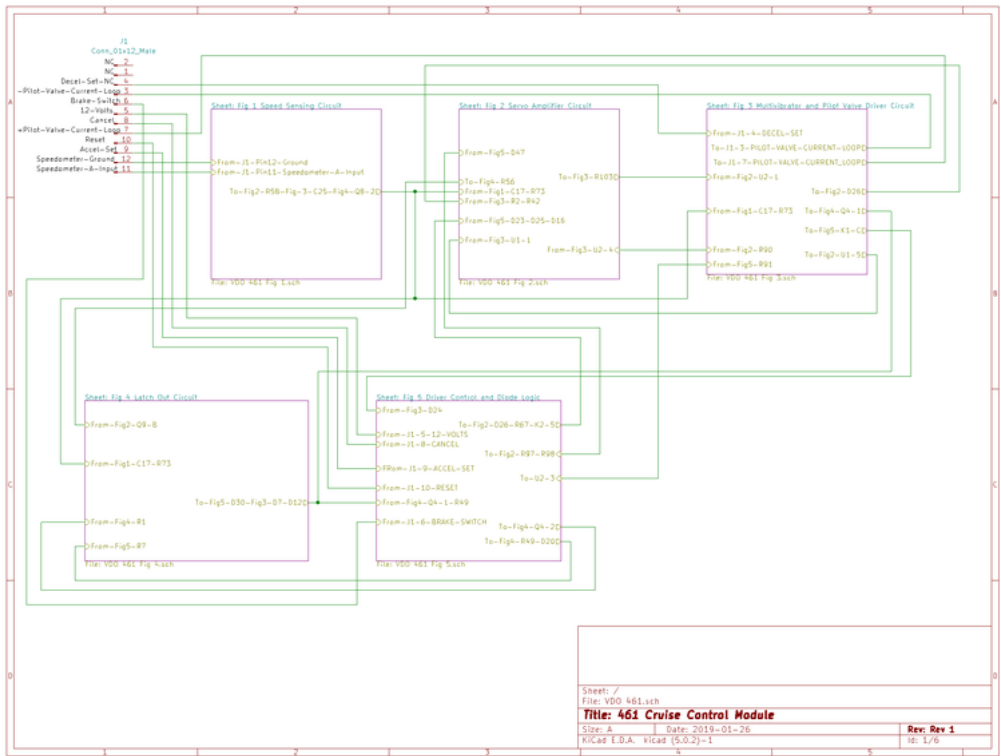 1 2 3 4 5
J1
Conn_01x12_Male
NC 2
NC 1
Decel-Set-NC 4
-Pilot-Valve-Current-Loop 3
Brake-Switch 6
12-Volts 5
Cancel 8
+Pilot-Valve-Current-Loop 7
Reset 10
Accel-Set 9
Speedometer-Ground 12
Speedometer-A-Input 11
A A
B B
C C
D D
Sheet: Fig 1 Speed Sensing Circuit
From-J1-Pin12-Ground
From-J1-Pin11-Speedometer-A-Input
To-Fig2-R58-Fig-3-C25-Fig4-Q8-2
File: VDO 461 Fig 1.sch
Sheet: Fig 2 Servo Amplifier Circuit
From-Fig5-D47
To-Fig4-R56
From-Fig1-C17-R73
From-Fig3-R2-R42
From-Fig5-D23-D25-D16
From-Fig3-U1-1
To-Fig3-R103
From-Fig3-U2-4
File: VDO 461 Fig 2.sch
Sheet: Fig 3 Multivibrator and Pilot Valve Driver Circuit
From-J1-4-DECEL-SET
To-J1-3-PILOT-VALVE-CURRENT-LOOP
To-J1-7-PILOT-VALVE-CURRENT_LOOP
From-Fig2-U2-1
To-Fig2-D26
From-Fig1-C17-R73
To-Fig4-Q4-1
To-Fig5-K1-C
From-Fig2-R90
To-Fig2-U1-5
From-Fig5-R91
File: VDO 461 Fig 3.sch
Sheet: Fig 4 Latch Out Circuit
From-Fig2-Q9-B
From-Fig1-C17-R73
To-Fig5-D30-Fig3-D7-D12
From-Fig4-R1
From-Fig5-R7
File: VDO 461 Fig 4.sch
Sheet: Fig 5 Driver Control and Diode Logic
From-Fig3-D24
To-Fig2-D26-R67-K2-5
From-J1-5-12-VOLTS
From-J1-8-CANCEL
To-Fig2-R97-R98
FRom-J1-9-ACCEL-SET
To-U2-3
From-J1-10-RESET
From-Fig4-Q4-1-R49
From-J1-6-BRAKE-SWITCH
To-Fig4-Q4-2
To-Fig4-R49-D20
File: VDO 461 Fig 5.sch
Sheet: /
File: VDO 461.sch
Title: 461 Cruise Control Module
Size: A Date: 2019-01-26 Rev: Rev 1
KiCad E.D.A. kicad (5.0.2)-1 Id: 1/6
1 2 3 4 5